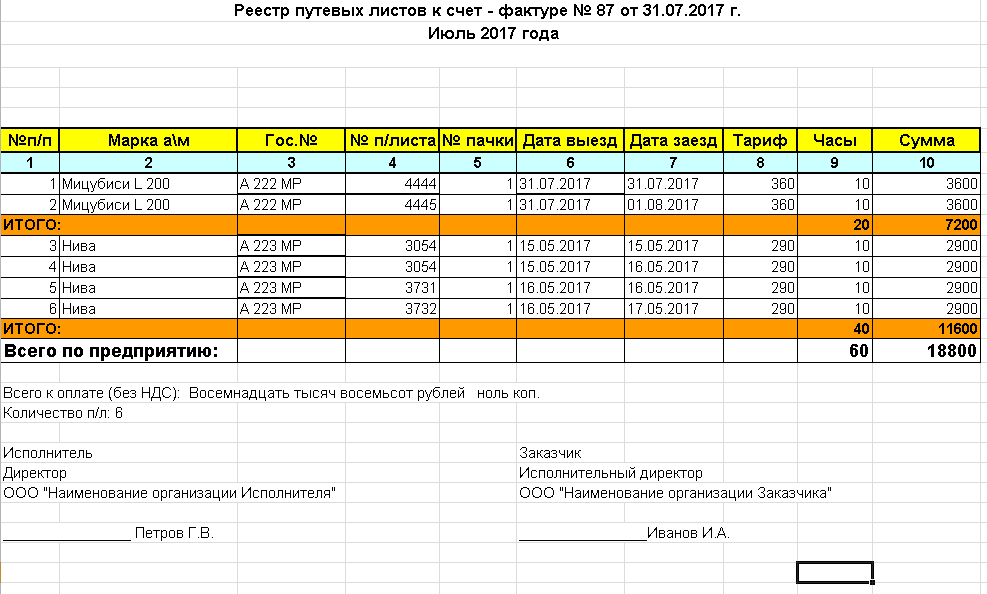 Реестр путевых листов к счет - фактуре № 87 от 31.07.2017 г.
Июль 2017 года
№п/п Марка а\м Гос.№ № п/листа № пачки Дата выезд Дата заезд Тариф Часы Сумма
1 2 3 4 5 6 7 8 9 10
1 Мицубиси L 200 А 222 МР 4444 1 31.07.2017 31.07.2017 360 10 3600
2 Мицубиси L 200 А 222 МР 4445 1 31.07.2017 01.08.2017 360 10 3600
ИТОГО: 20 7200
3 Нива А 223 МР 3054 1 15.05.2017 15.05.2017 290 10 2900
4 Нива А 223 МР 3054 1 15.05.2017 16.05.2017 290 10 2900
5 Нива А 223 МР 3731 1 16.05.2017 16.05.2017 290 10 2900
6 Нива А 223 МР 3732 1 16.05.2017 17.05.2017 290 10 2900
ИТОГО: 40 11600
Всего по предприятию: 60 18800
Всего к оплате (без НДС): Восемнадцать тысяч восемьсот рублей ноль коп.
Количество п/л: 6
Исполнитель Заказчик
Директор Исполнительный директор
ООО "Наименование организации Исполнителя" ООО "Наименование организации Заказчика"
_______________ Петров Г.В. _______________Иванов И.А.